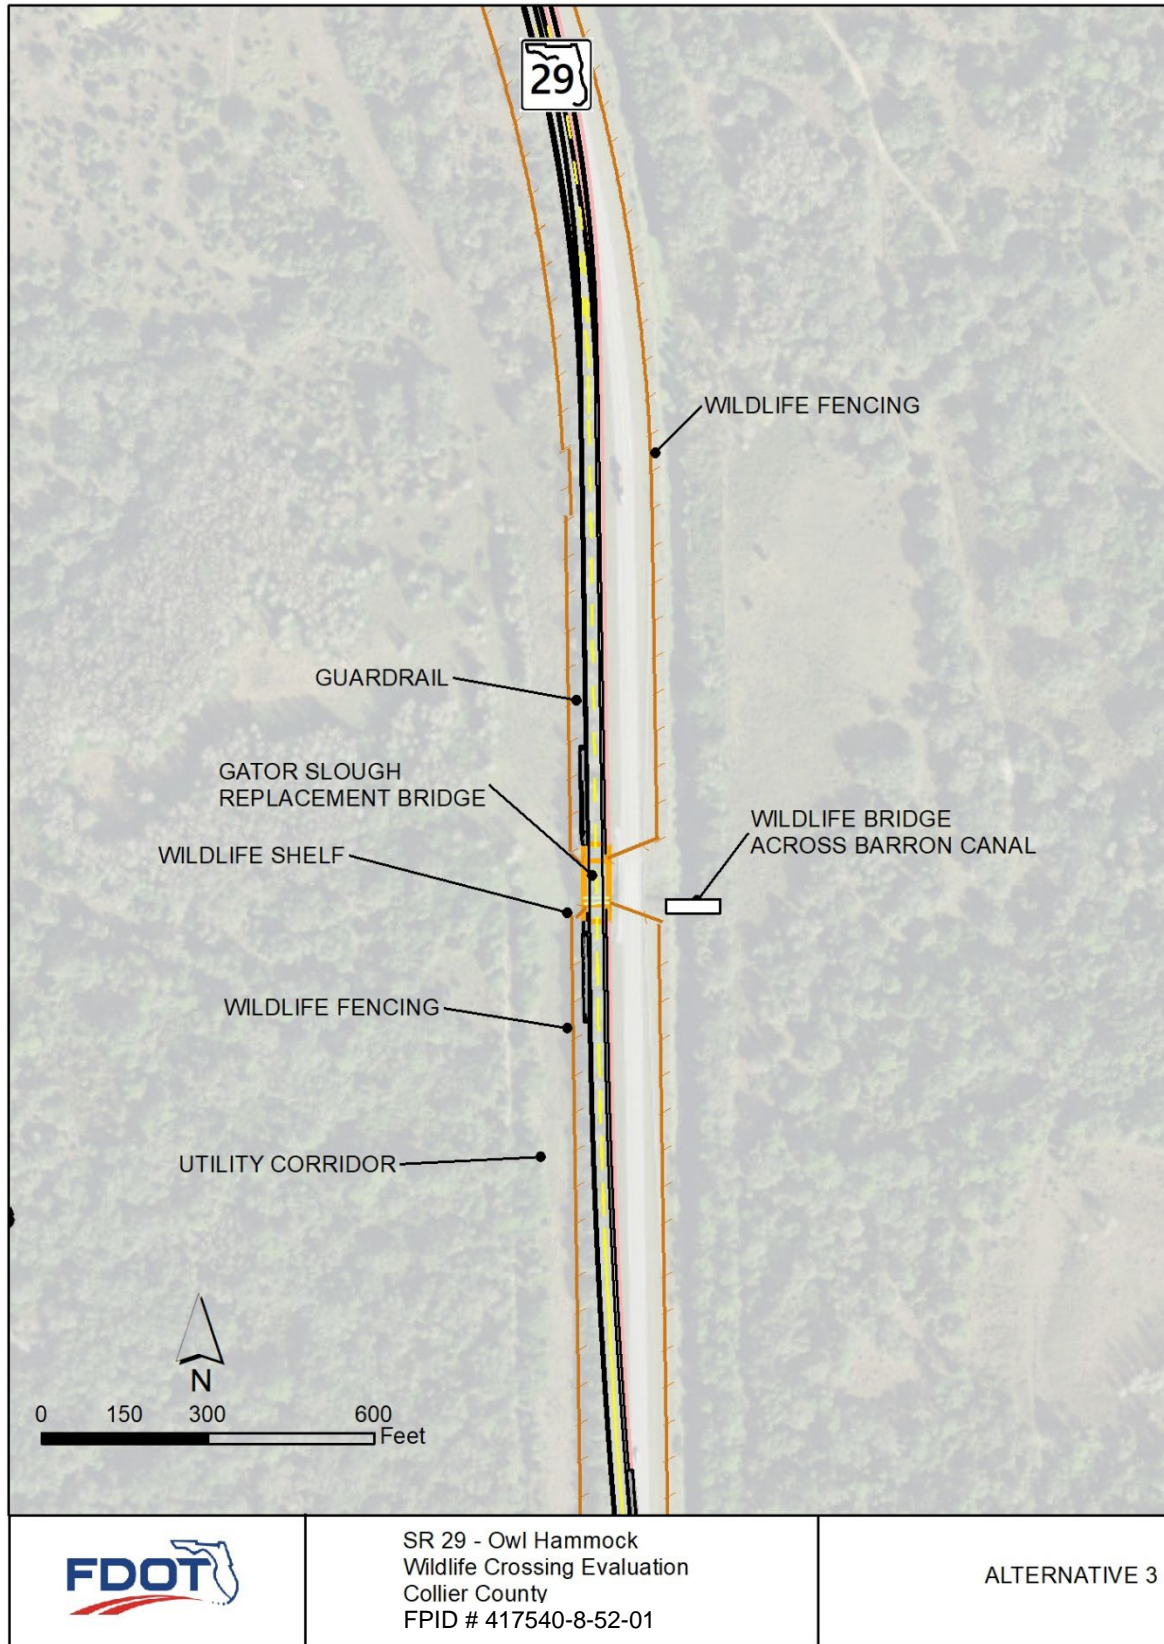 29
WILDLIFE FENCING
GUARDRAIL
GATOR SLOUGH
REPLACEMENT BRIDGE
WILDLIFE BRIDGE
ACROSS BARRON CANAL
WILDLIFE SHELF
WILDLIFE FENCING
UTILITY CORRIDOR
N
0 150 300 600
Feet
FDOT
SR 29 - Owl Hammock
Wildlife Crossing Evaluation
Collier County
FPID # 417540-8-52-01
ALTERNATIVE 3